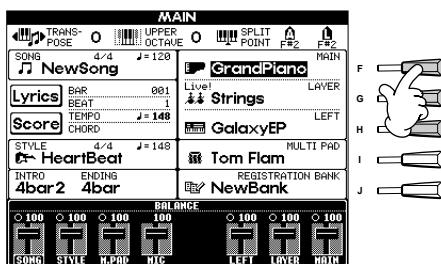 MAIN
TRANSPOSE 0 UPPER OCTAVE 0 SPLIT POINT F#2 F#2
SONG 4/4 ♩=120
NewSong
BAR 001
Lyrics
BEAT 1
TEMPO ♩=148
Score
CHORD
STYLE 4/4 ♩=148
HeartBeat
INTRO ENDING
4bar2 4bar
MAIN
GrandPiano
Live! LAYER
Strings
LEFT
GalaxyEP
MULTI PAD
Tom Flam
REGISTRATION BANK
NewBank
F
G
H
I
J
BALANCE
100 100 100 100 100 100 100
SONG STYLE M.PAD MIC LEFT LAYER MAIN